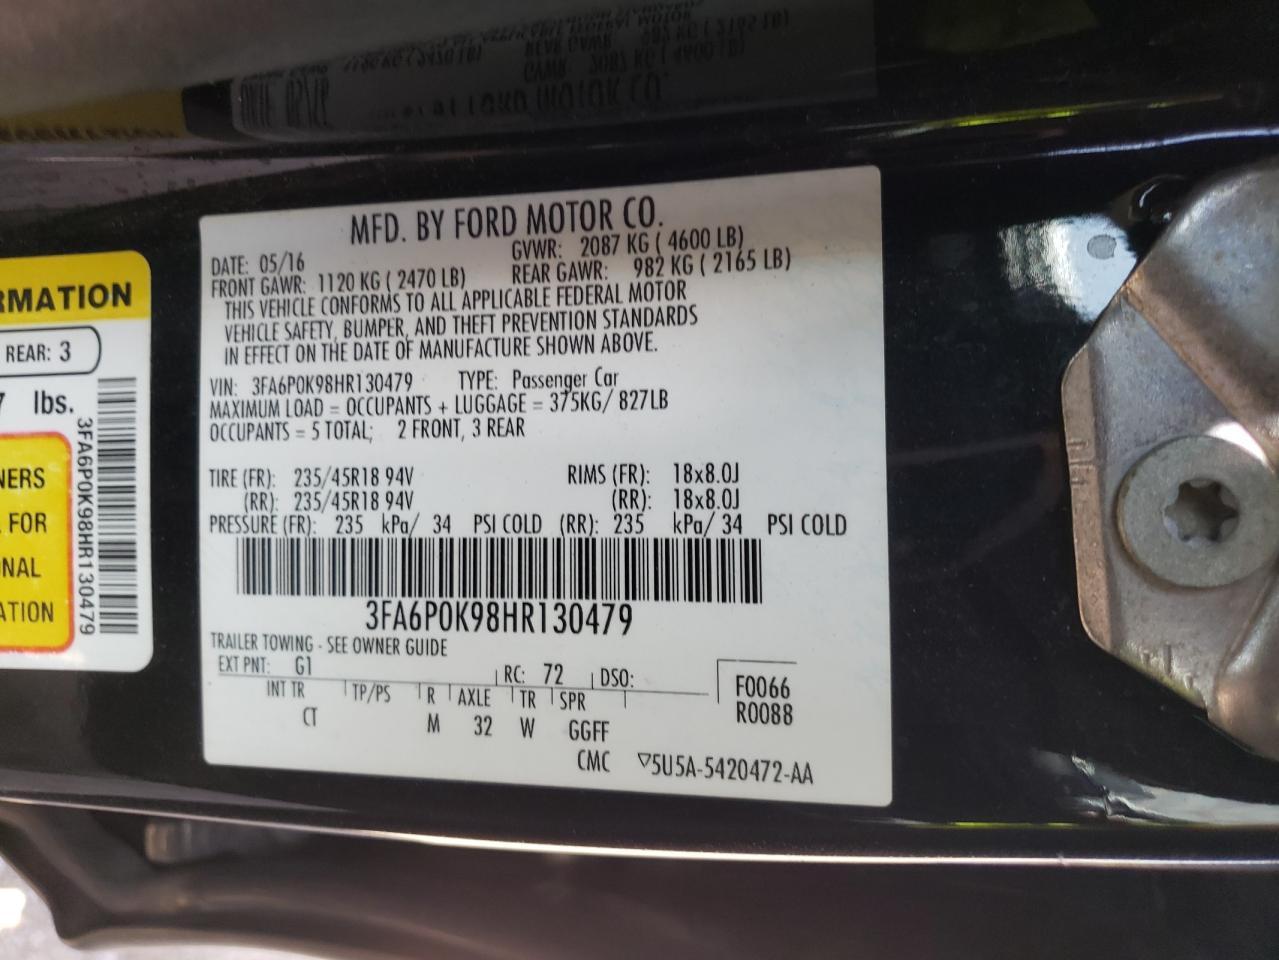 MFD. BY FORD MOTOR CO.
DATE: 05/16 GVWR: 2087 KG ( 4600 LB)
FRONT GAWR: 1120 KG ( 2470 LB) REAR GAWR: 982 KG ( 2165 LB)
THIS VEHICLE CONFORMS TO ALL APPLICABLE FEDERAL MOTOR
VEHICLE SAFETY, BUMPER, AND THEFT PREVENTION STANDARDS
IN EFFECT ON THE DATE OF MANUFACTURE SHOWN ABOVE.
VIN: 3FA6P0K98HR130479 TYPE: Passenger Car
MAXIMUM LOAD = OCCUPANTS + LUGGAGE = 375KG/ 827LB
OCCUPANTS = 5 TOTAL; 2 FRONT, 3 REAR
TIRE (FR): 235/45R18 94V RIMS (FR): 18x8.0J
(RR): 235/45R18 94V (RR): 18x8.0J
PRESSURE (FR): 235 kPa/ 34 PSI COLD (RR): 235 kPa/ 34 PSI COLD
3FA6P0K98HR130479
TRAILER TOWING - SEE OWNER GUIDE
EXT PNT: G1 RC: 72 DSO:
INT TR TP/PS R AXLE TR SPR
CT M 32 W GGFF
F0066
R0088
CMC ▽5U5A-5420472-AA
RMATION
REAR: 3
7 lbs.
NERS
FOR
NAL
ATION
3FA6P0K98HR130479